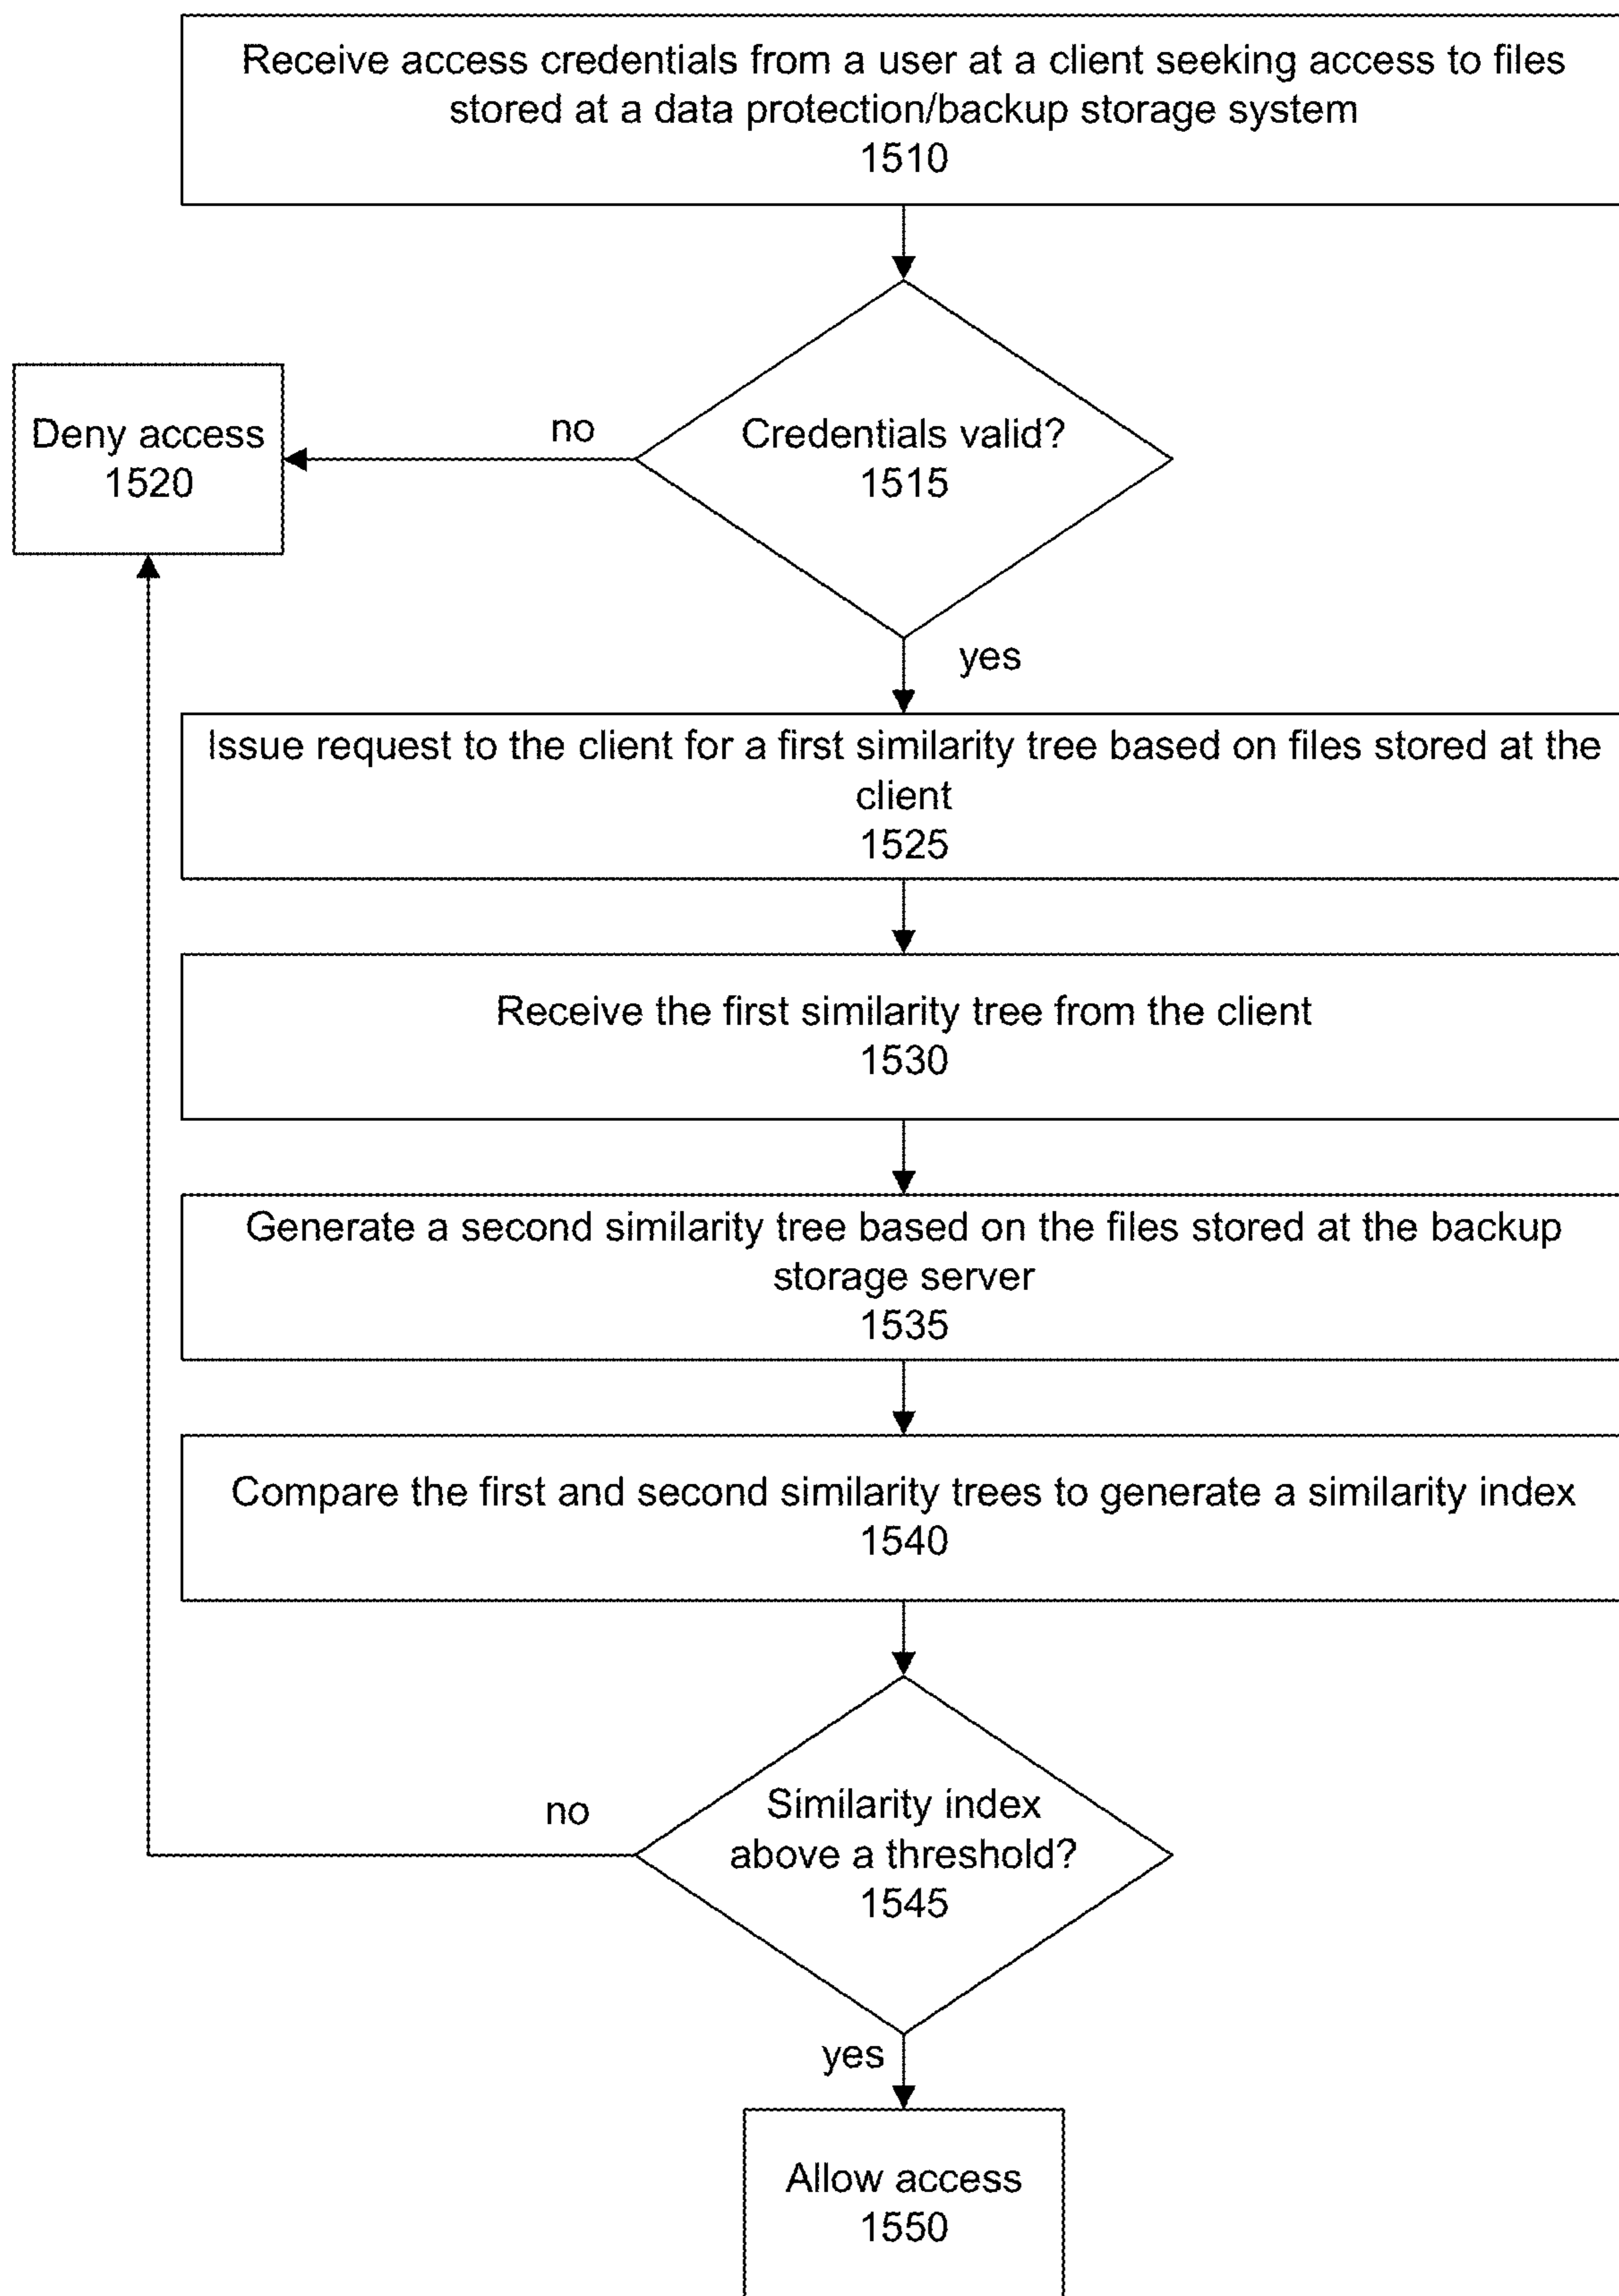 Receive access credentials from a user at a client seeking access to files
stored at a data protection/backup storage system
1510
Credentials valid?
1515
no
Deny access
1520
yes
Issue request to the client for a first similarity tree based on files stored at the
client
1525
Receive the first similarity tree from the client
1530
Generate a second similarity tree based on the files stored at the backup
storage server
1535
Compare the first and second similarity trees to generate a similarity index
1540
Similarity index
above a threshold?
1545
no
yes
Allow access
1550